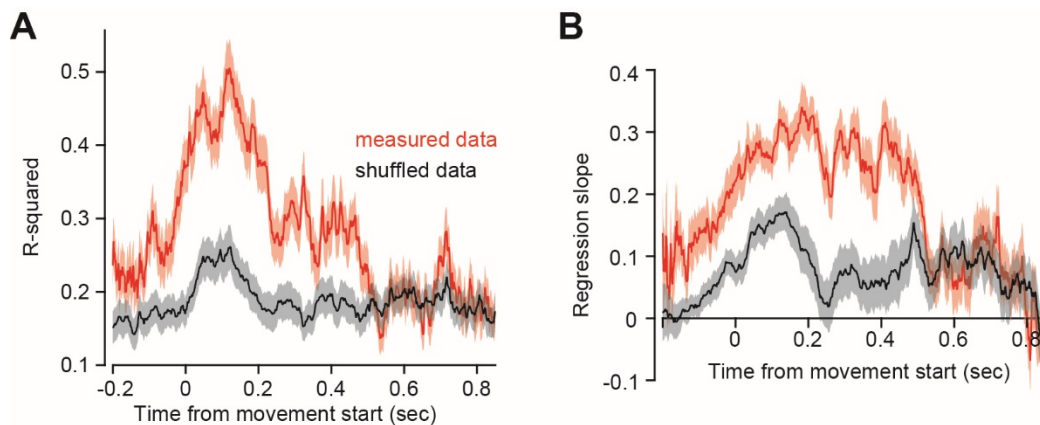 A
R-squared
0.5
0.4
0.3
0.2
0.1
measured data
shuffled data
-0.2 0 0.2 0.4 0.6 0.8
Time from movement start (sec)
B
Regression slope
0.4
0.3
0.2
0.1
0
-0.1
0 0.2 0.4 0.6 0.8
Time from movement start (sec)